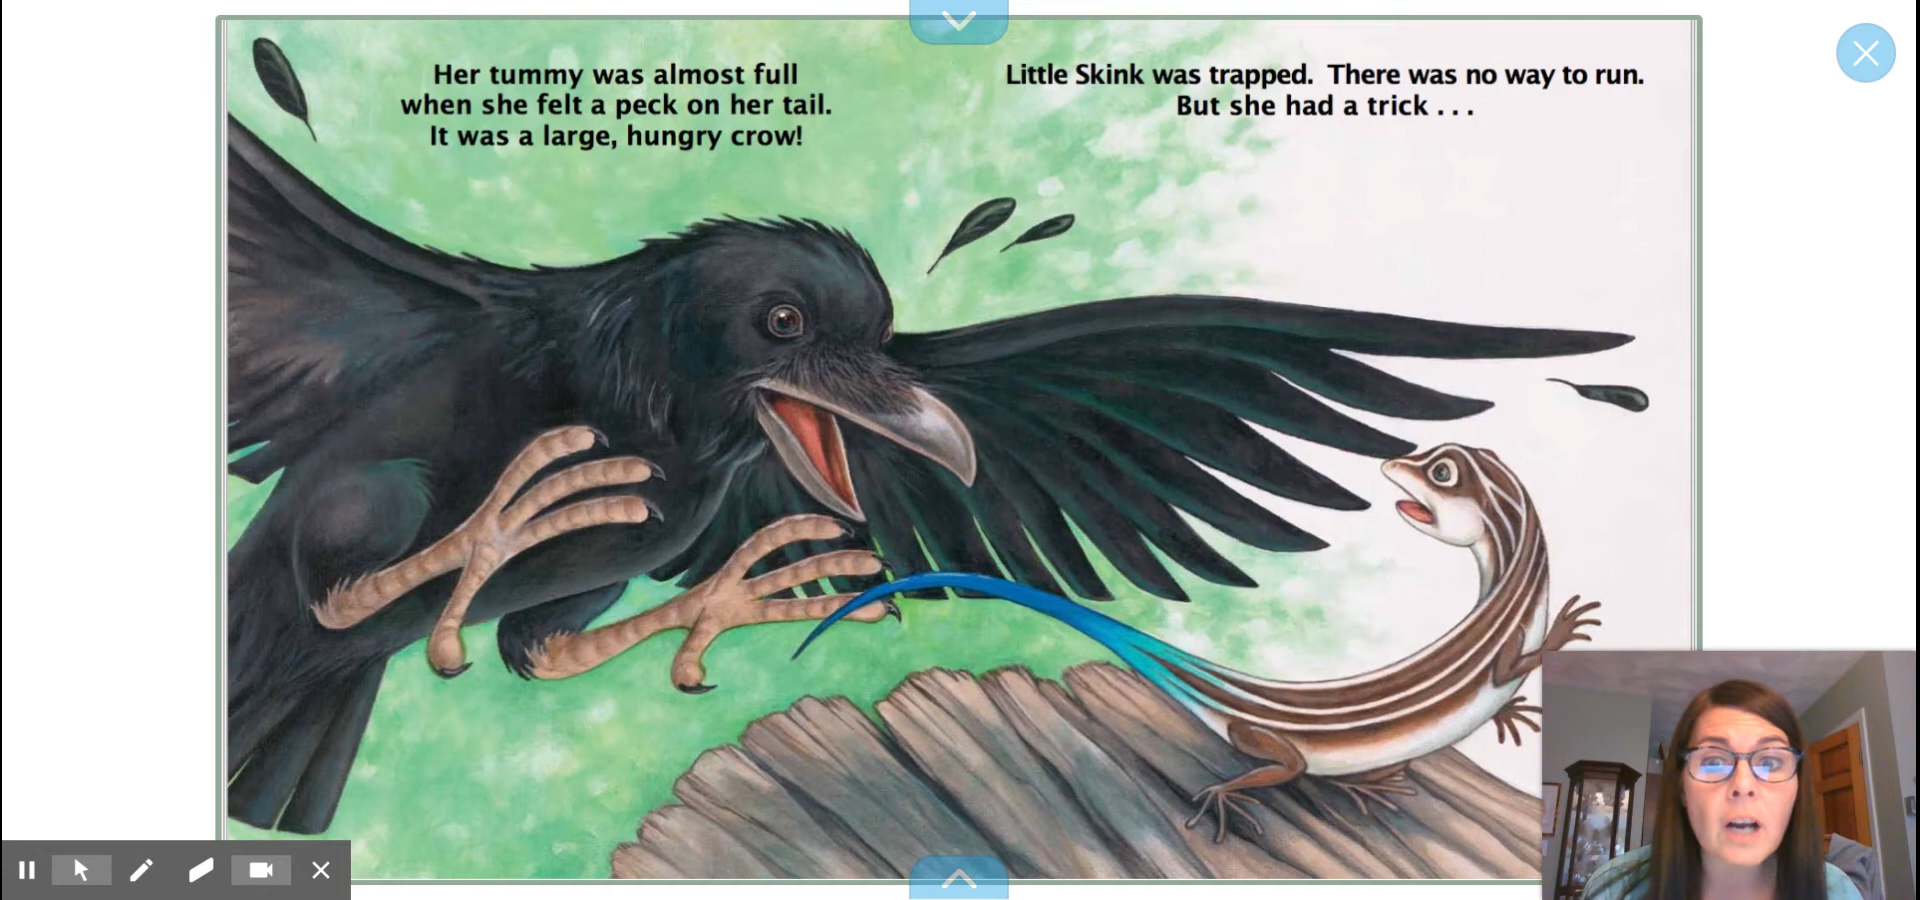 Her tummy was almost full
when she felt a peck on her tail.
It was a large, hungry crow!
Little Skink was trapped. There was no way to run.
But she had a trick . . .